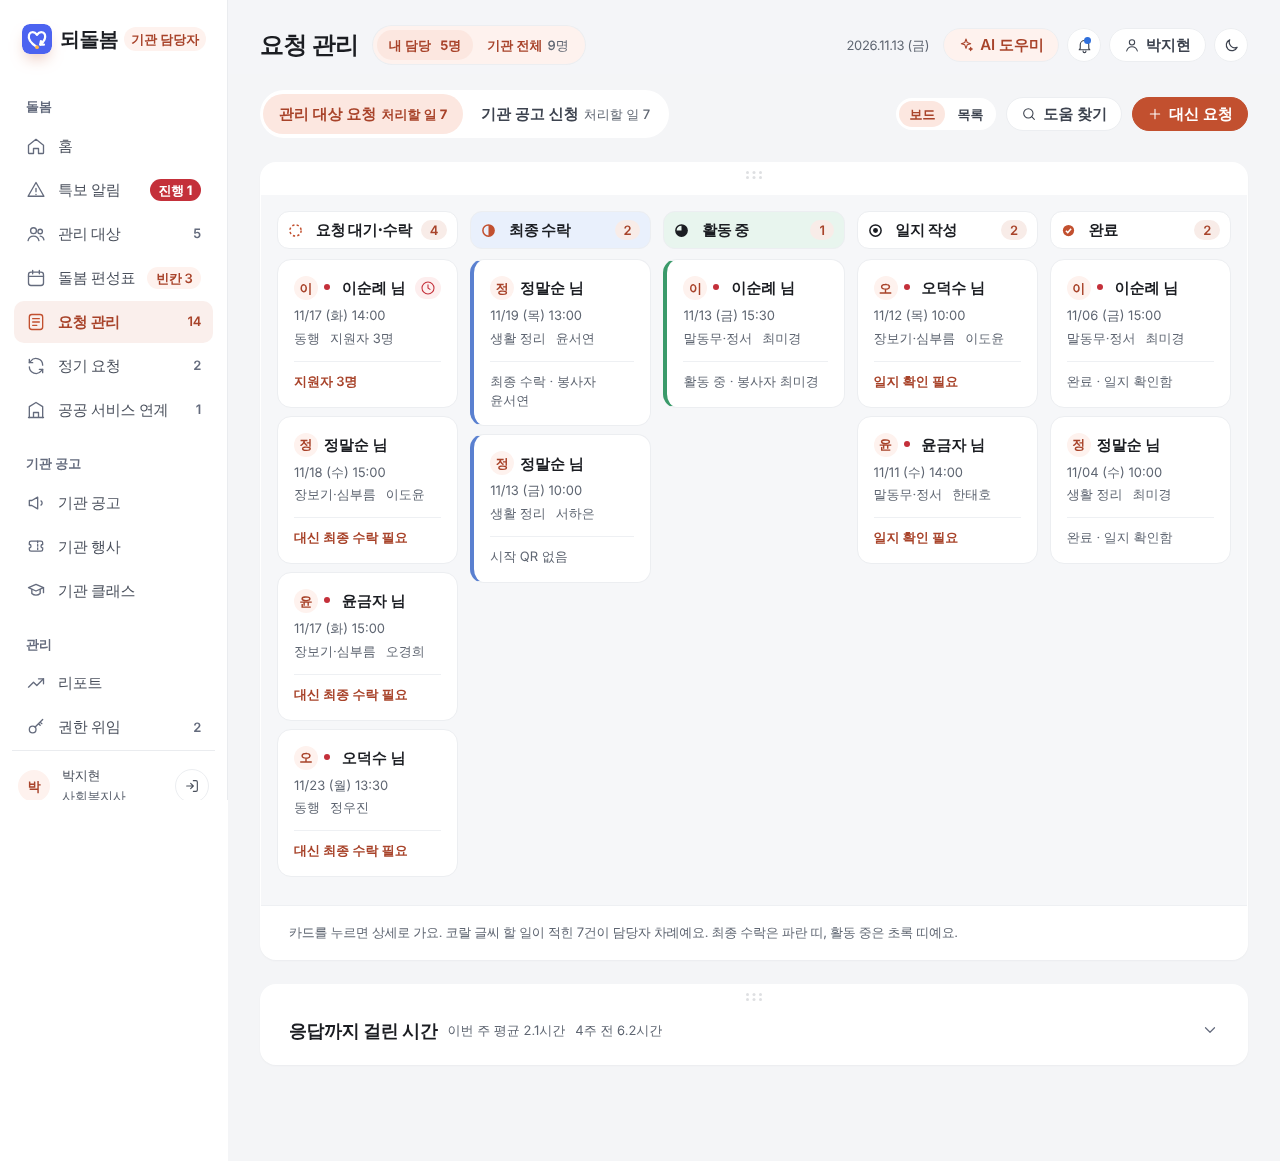 되돌봄 기관 담당자
돌봄
홈
특보 알림 진행 1
관리 대상 5
돌봄 편성표 빈칸 3
요청 관리 14
정기 요청 2
공공 서비스 연계 1
기관 공고
기관 공고
기관 행사
기관 클래스
관리
리포트
권한 위임 2
박 박지현
사회복지사
요청 관리 내 담당 5명 기관 전체 9명
2026.11.13 (금) AI 도우미 박지현
관리 대상 요청 처리할 일 7 기관 공고 신청 처리할 일 7
보드 목록 도움 찾기 대신 요청
요청 대기·수락 4
이 이순례 님
11/17 (화) 14:00
동행 지원자 3명
지원자 3명
정 정말순 님
11/18 (수) 15:00
장보기·심부름 이도윤
대신 최종 수락 필요
윤 윤금자 님
11/17 (화) 15:00
장보기·심부름 오경희
대신 최종 수락 필요
오 오덕수 님
11/23 (월) 13:30
동행 정우진
대신 최종 수락 필요
최종 수락 2
정 정말순 님
11/19 (목) 13:00
생활 정리 윤서연
최종 수락 · 봉사자
윤서연
정 정말순 님
11/13 (금) 10:00
생활 정리 서하은
시작 QR 없음
활동 중 1
이 이순례 님
11/13 (금) 15:30
말동무·정서 최미경
활동 중 · 봉사자 최미경
일지 작성 2
오 오덕수 님
11/12 (목) 10:00
장보기·심부름 이도윤
일지 확인 필요
윤 윤금자 님
11/11 (수) 14:00
말동무·정서 한태호
일지 확인 필요
완료 2
이 이순례 님
11/06 (금) 15:00
말동무·정서 최미경
완료 · 일지 확인함
정 정말순 님
11/04 (수) 10:00
생활 정리 최미경
완료 · 일지 확인함
카드를 누르면 상세로 가요. 코랄 글씨 할 일이 적힌 7건이 담당자 차례예요. 최종 수락은 파란 띠, 활동 중은 초록 띠예요.
응답까지 걸린 시간 이번 주 평균 2.1시간 4주 전 6.2시간